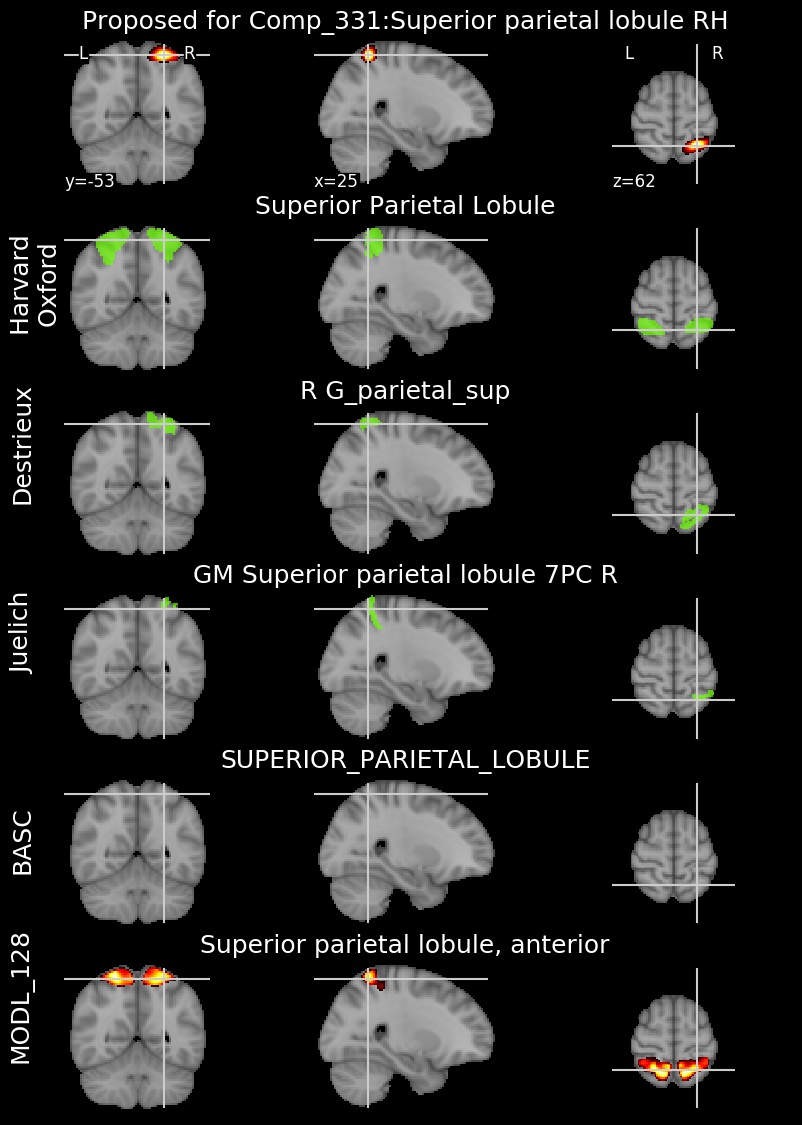 Proposed for Comp_331:Superior parietal lobule RH
L R
L R
y=-53
x=25
z=62
Superior Parietal Lobule
Harvard
Oxford
R G_parietal_sup
Destrieux
GM Superior parietal lobule 7PC R
Juelich
SUPERIOR_PARIETAL_LOBULE
BASC
Superior parietal lobule, anterior
MODL_128